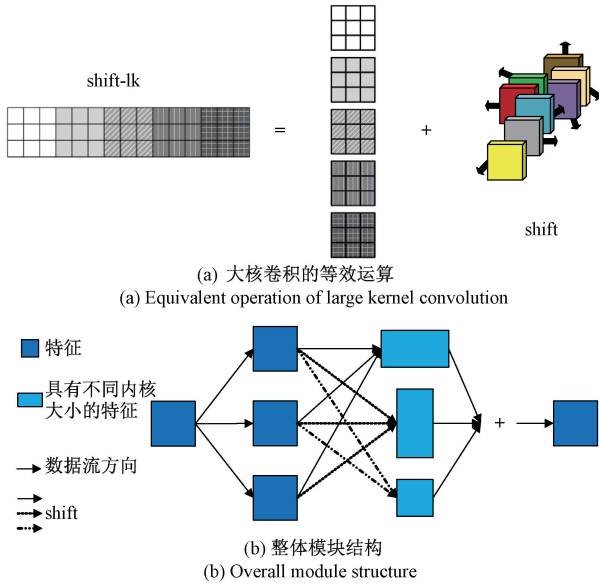 shift-lk
=
+
shift
(a) 大核卷积的等效运算
(a) Equivalent operation of large kernel convolution
特征
具有不同内核
大小的特征
数据流方向
shift
+
(b) 整体模块结构
(b) Overall module structure